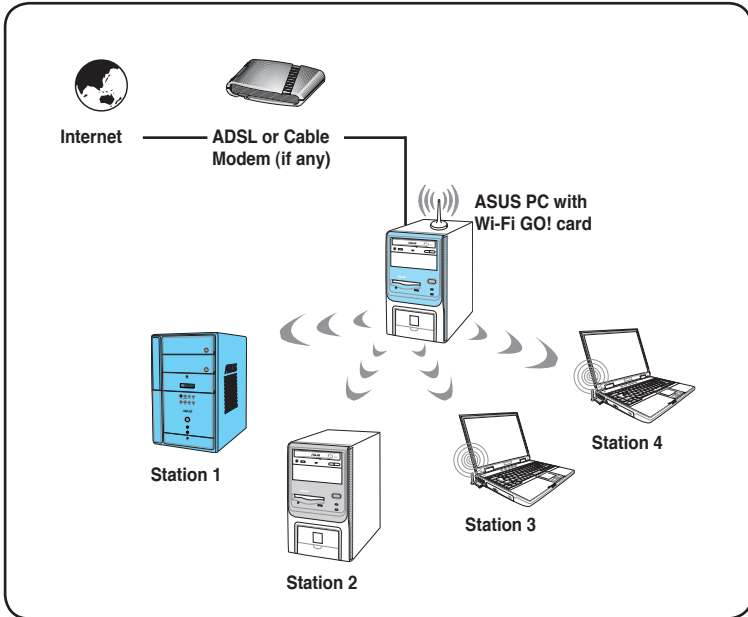 Internet
ADSL or Cable
Modem (if any)
ASUS PC with
Wi-Fi GO! card
Station 1
Station 2
Station 3
Station 4